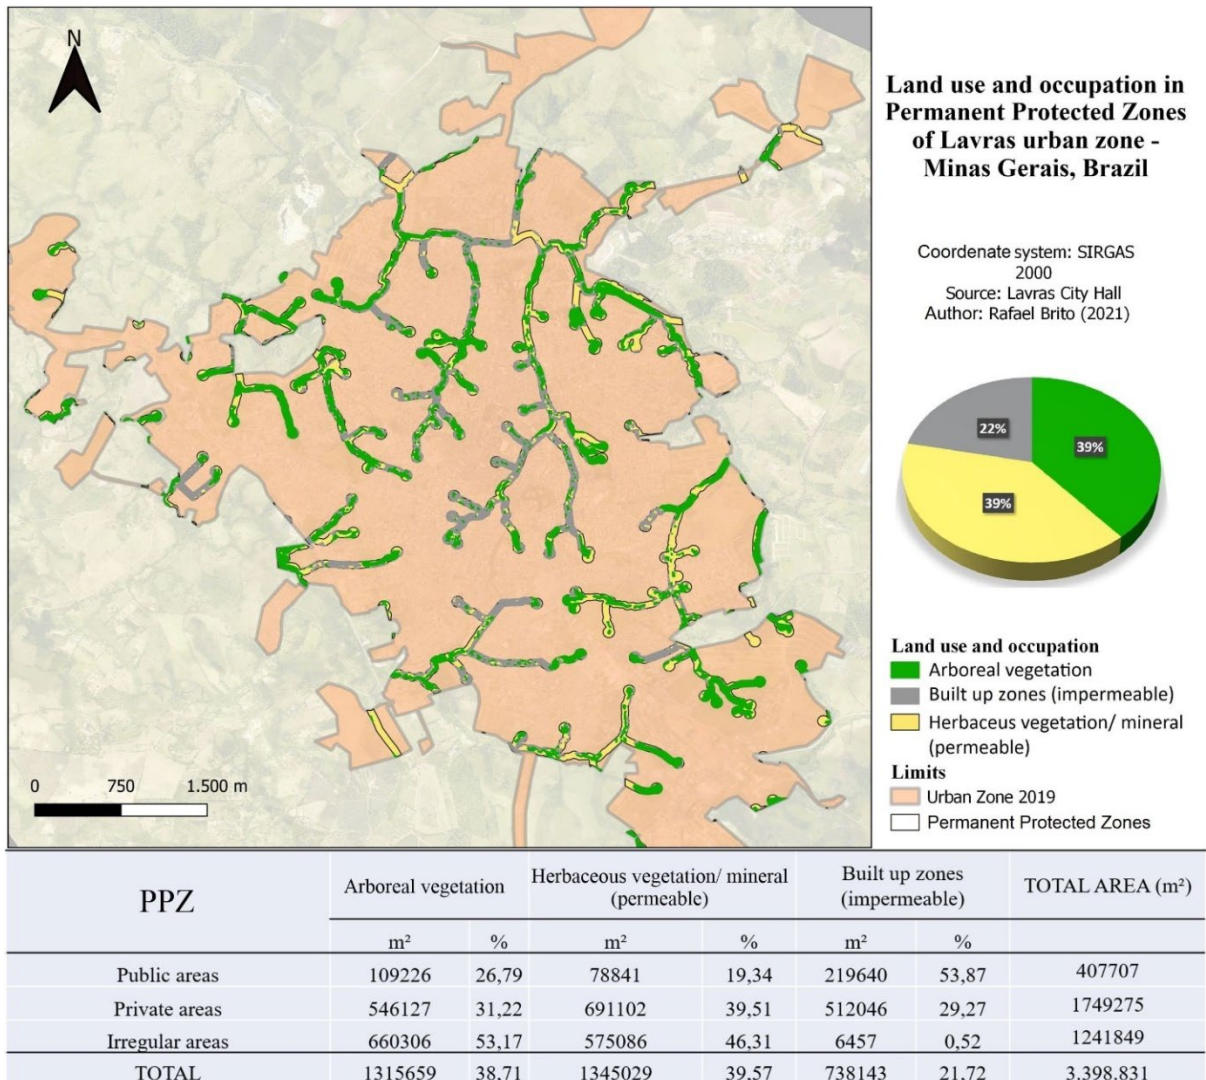 N
Land use and occupation in
Permanent Protected Zones
of Lavras urban zone -
Minas Gerais, Brazil
Coordenate system: SIRGAS
2000
Source: Lavras City Hall
Author: Rafael Brito (2021)
22%
39%
39%
Land use and occupation
Arboreal vegetation
Built up zones (impermeable)
Herbaceus vegetation/ mineral
(permeable)
Limits
Urban Zone 2019
Permanent Protected Zones
0 750 1.500 m
PPZ Arboreal vegetation Herbaceous vegetation/ mineral (permeable) Built up zones (impermeable) TOTAL AREA (m²)
m² % m² % m² %
Public areas 109226 26,79 78841 19,34 219640 53,87 407707
Private areas 546127 31,22 691102 39,51 512046 29,27 1749275
Irregular areas 660306 53,17 575086 46,31 6457 0,52 1241849
TOTAL 1315659 38,71 1345029 39,57 738143 21,72 3.398,831